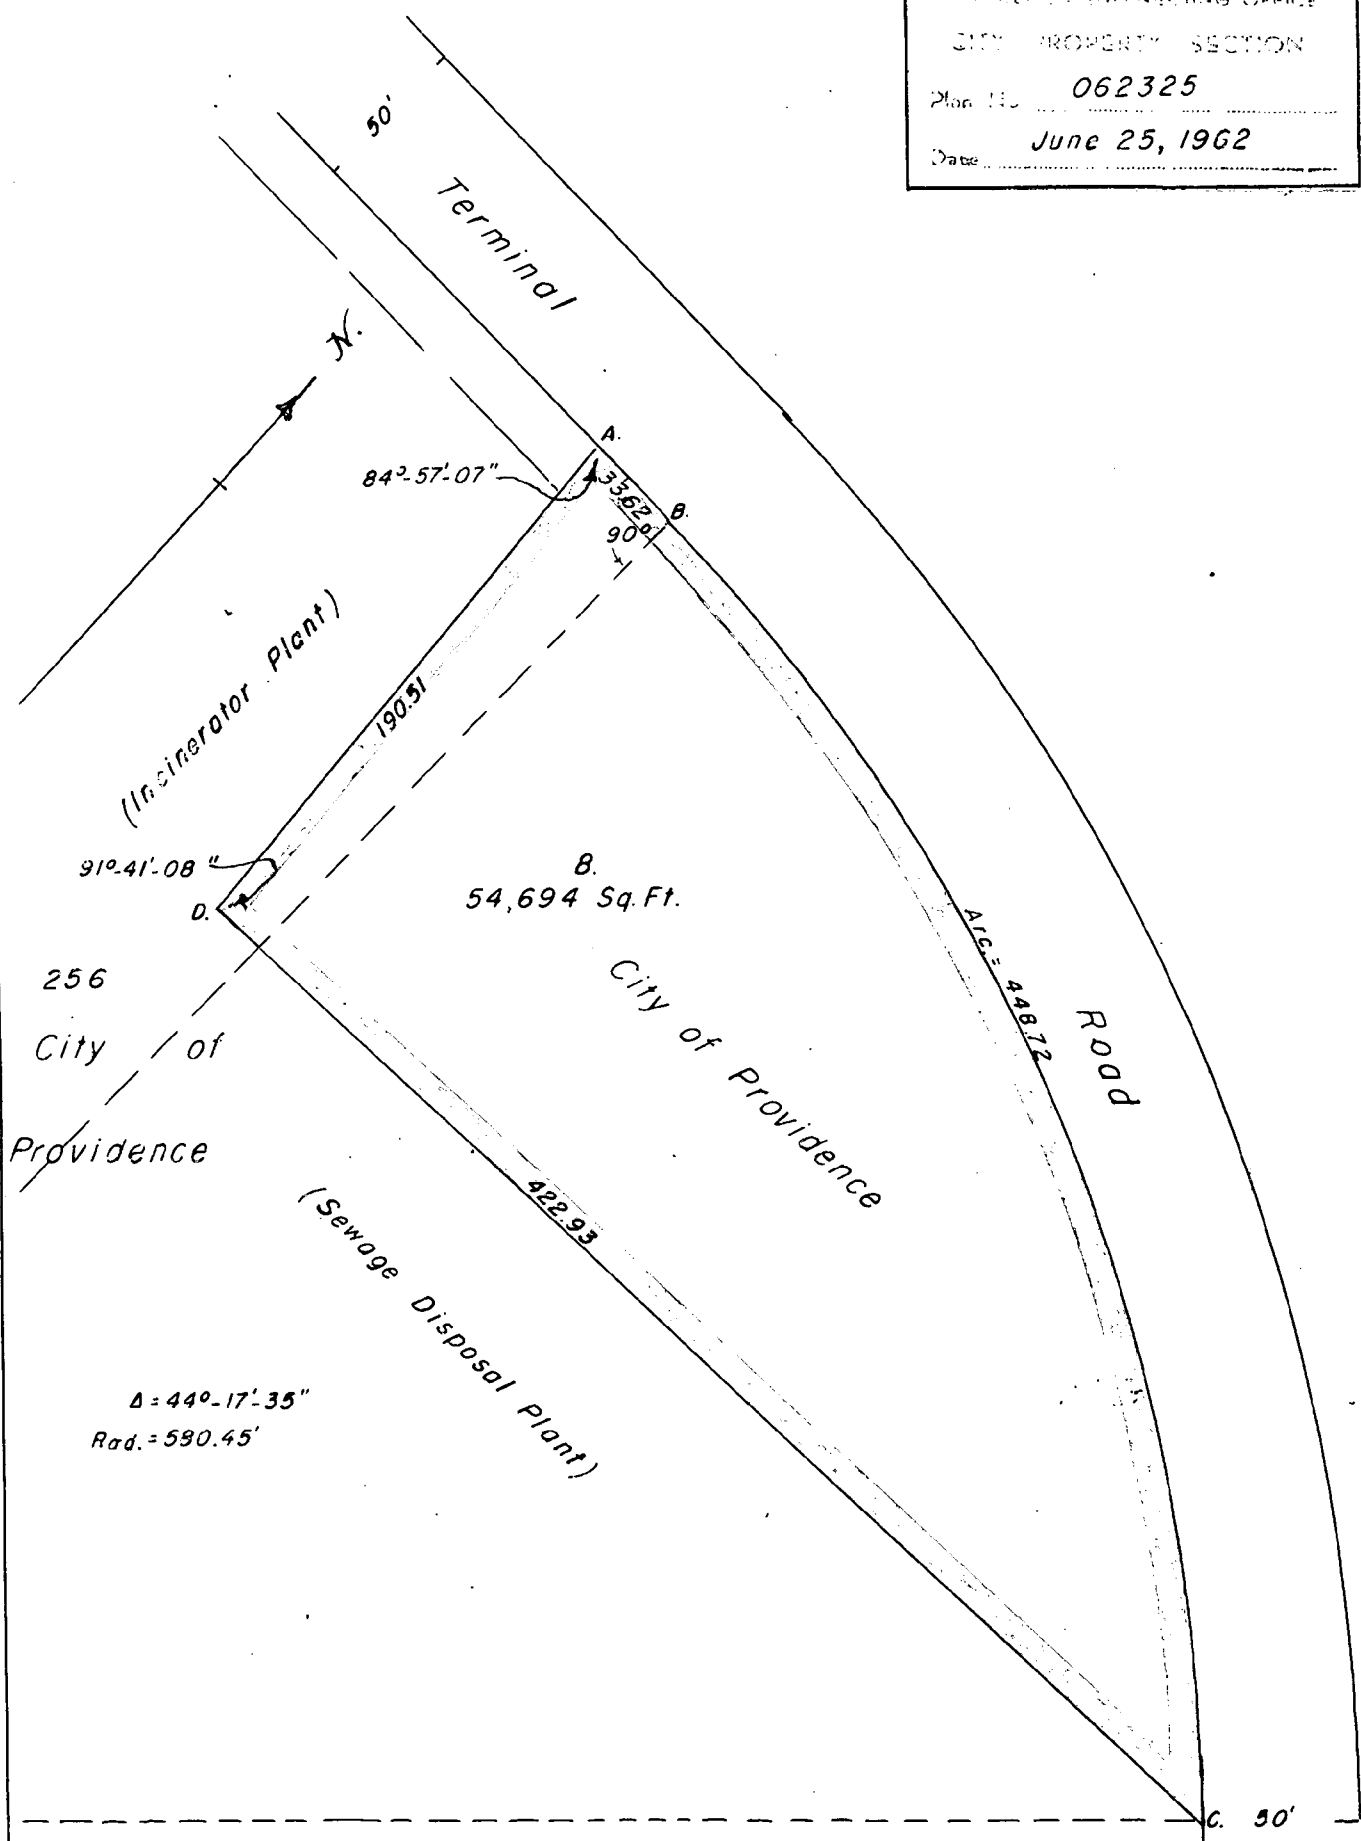 CITY PROPERTY SECTION
Plan No. 062325
Date June 25, 1962
50'
Terminal
N.
A.
84°-57'-07"
33.62
B.
90°
(Incinerator Plant)
190.51
91°-41'-08"
D.
B.
54,694 Sq. Ft.
Arc. = 448.72
256
City of
Providence
City of Providence
Road
422.93
(Sewage Disposal Plant)
Δ = 44°-17'-35"
Rad. = 580.45'
C. 50'